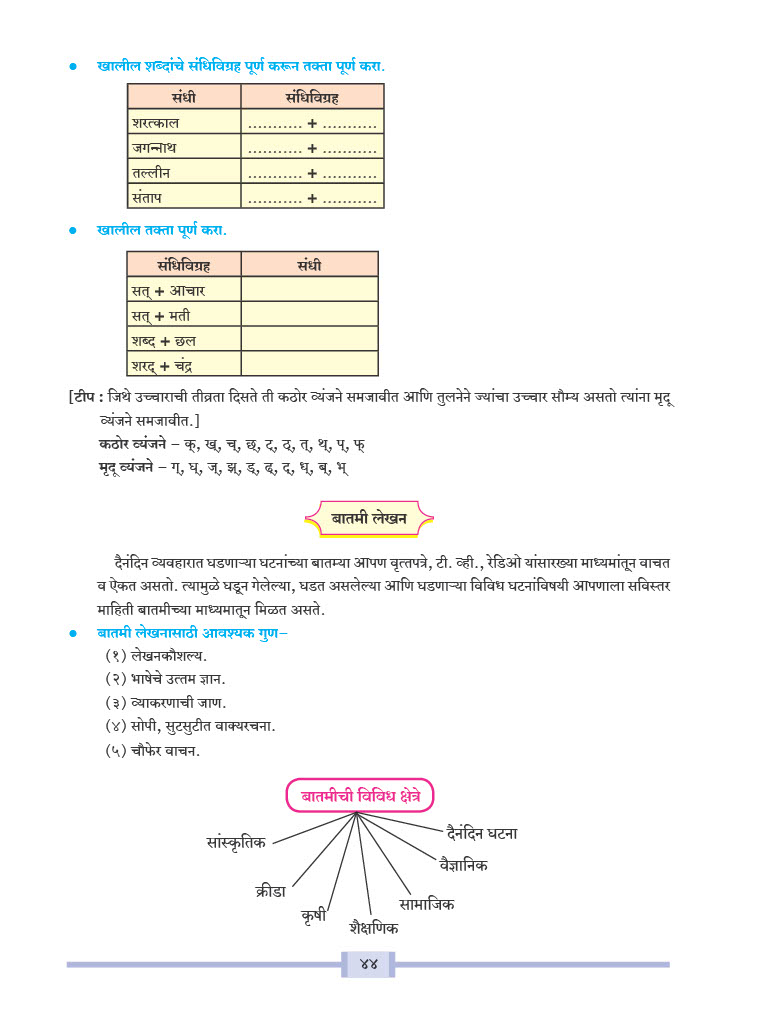 • खालील शब्दांचे संधिविग्रह पूर्ण करून तक्ता पूर्ण करा.
संधी संधिविग्रह
शरत्काल ........... + ...........
जगन्नाथ ........... + ...........
तल्लीन ........... + ...........
संताप ........... + ...........
• खालील तक्ता पूर्ण करा.
संधिविग्रह संधी
सत् + आचार
सत् + मती
शब्द + छल
शरद् + चंद्र
[टीप : जिथे उच्चाराची तीव्रता दिसते ती कठोर व्यंजने समजावीत आणि तुलनेने ज्यांचा उच्चार सौम्य असतो त्यांना मृदू
व्यंजने समजावीत.]
कठोर व्यंजने – क्, ख्, च्, छ्, ट्, ठ्, त्, थ्, प्, फ्
मृदू व्यंजने – ग्, घ्, ज्, झ्, ड्, ढ्, द्, ध्, ब्, भ्
बातमी लेखन
दैनंदिन व्यवहारात घडणाऱ्या घटनांच्या बातम्या आपण वृत्तपत्रे, टी. व्ही., रेडिओ यांसारख्या माध्यमांतून वाचत
व ऐकत असतो. त्यामुळे घडून गेलेल्या, घडत असलेल्या आणि घडणाऱ्या विविध घटनांविषयी आपणाला सविस्तर
माहिती बातमीच्या माध्यमातून मिळत असते.
• बातमी लेखनासाठी आवश्यक गुण–
(१) लेखनकौशल्य.
(२) भाषेचे उत्तम ज्ञान.
(३) व्याकरणाची जाण.
(४) सोपी, सुटसुटीत वाक्यरचना.
(५) चौफेर वाचन.
बातमीची विविध क्षेत्रे
सांस्कृतिक
क्रीडा
कृषी
शैक्षणिक
सामाजिक
वैज्ञानिक
दैनंदिन घटना
४४